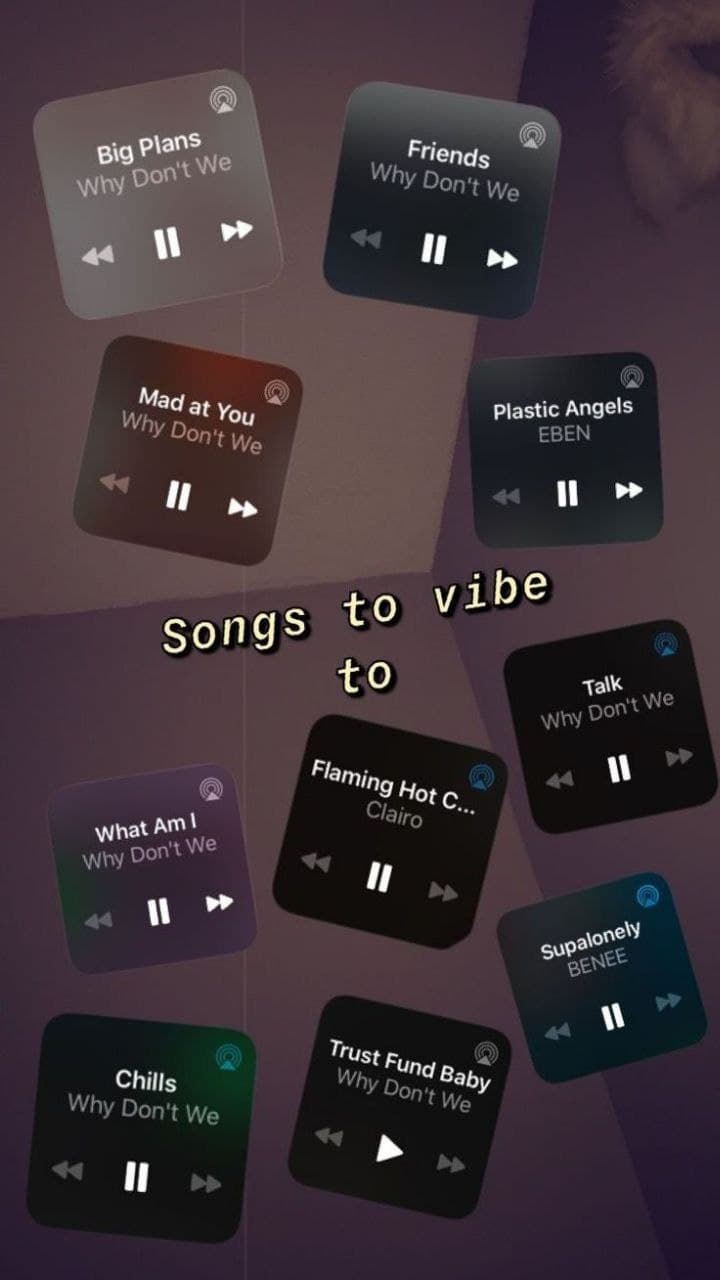 Big Plans
Why Don't We
Friends
Why Don't We
Mad at You
Why Don't We
Plastic Angels
EBEN
Songs to vibe
to
Talk
Why Don't We
Flaming Hot C...
Clairo
What Am I
Why Don't We
Supalonely
BENEE
Chills
Why Don't We
Trust Fund Baby
Why Don't We